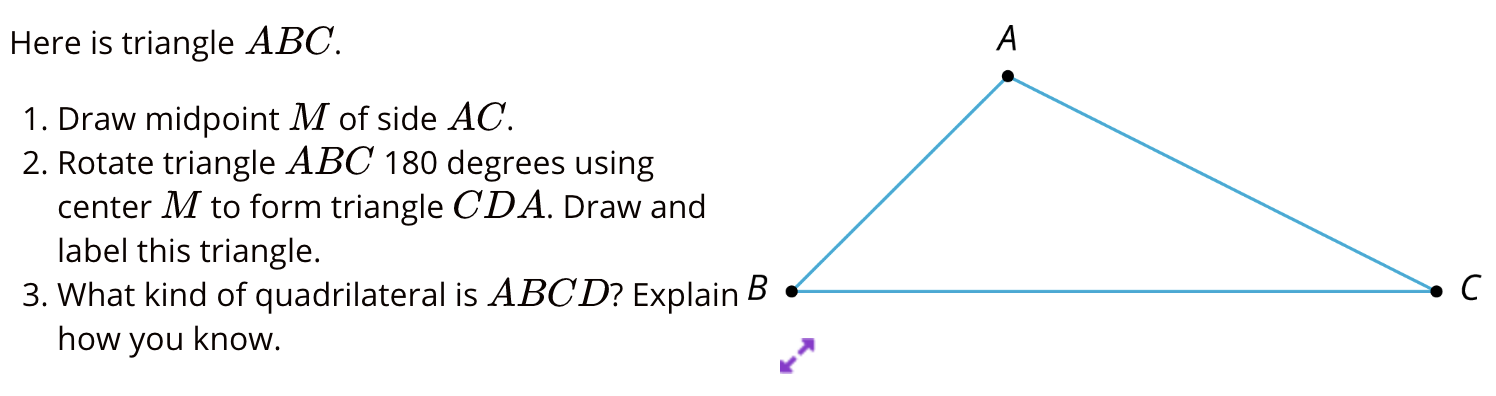 Here is triangle ABC.
1. Draw midpoint M of side AC.
2. Rotate triangle ABC 180 degrees using
center M to form triangle CDA. Draw and
label this triangle.
3. What kind of quadrilateral is ABCD? Explain
how you know.
A
B
C